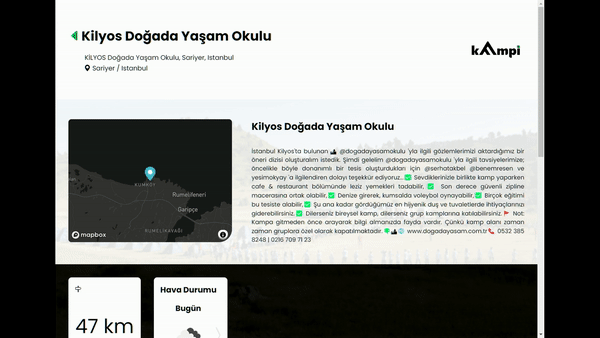 Kilyos Doğada Yaşam Okulu
KİLYOS Doğada Yaşam Okulu, Sarıyer, Istanbul
Sarıyer / Istanbul
kampi
Kilyos Doğada Yaşam Okulu
Istanbul Kilyos'ta bulunan @dogadayasamokulu 'yla ilgili gözlemlerimizi aktardığımız bir
öneri dizisi oluşturalım istedik. Şimdi gelelim @dogadayasamokulu 'yla ilgili tavsiyelerimize;
öncelikle böyle donanımlı bir tesis oluşturdukları için @serhatakbel @benemresen ve
yesimokyay 'a ilgilendiren dolayı teşekkür ediyoruz... ✅ Sevdiklerinizle birlikte kamp yaparken
cafe & restaurant bölümünde leziz yemekleri tadabilir, ✅ Son derece güvenli zipline
macerasına ortak olabilir, ✅ Denize girerek, kumsalda voleybol oynayabilir, ✅ Birçok eğitimi
bu tesiste alabilir, ✅ Şu ana kadar gördüğümüz en hijyenik duş ve tuvaletlerde ihtiyaçlarınızı
giderebilirsiniz. ✅ Dilerseniz bireysel kamp, dilerseniz grup kamplarına katılabilirsiniz. 🚩 Not:
Kampa gitmeden önce arayarak bilgi almanızda fayda vardır. Çünkü kamp alanı zaman
zaman gruplara özel olarak kapatılmaktadır. www.dogadayasam.com.tr 📞 0532 385
8248 | 0216 709 71 23
KUMKÖY
Rumelifeneri
Garipçe
RUMELİKAVAĞI
mapbox
47 km
Hava Durumu
Bugün